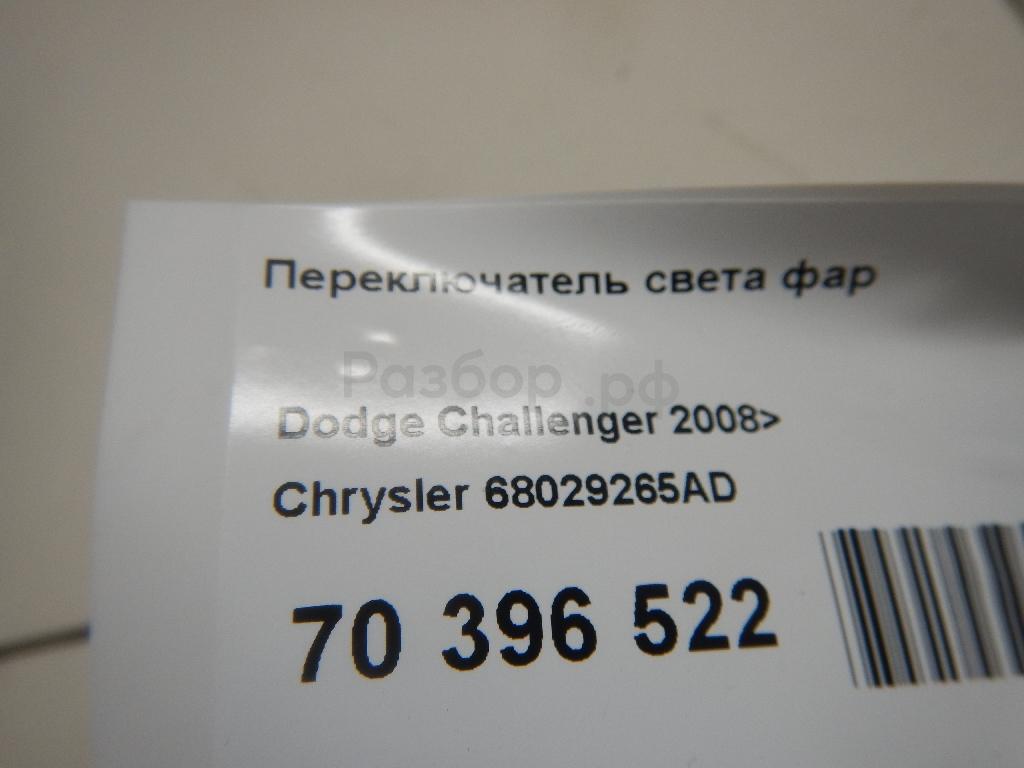 Переключатель света фар
Разбор.рф
Dodge Challenger 2008>
Chrysler 68029265AD
70 396 522